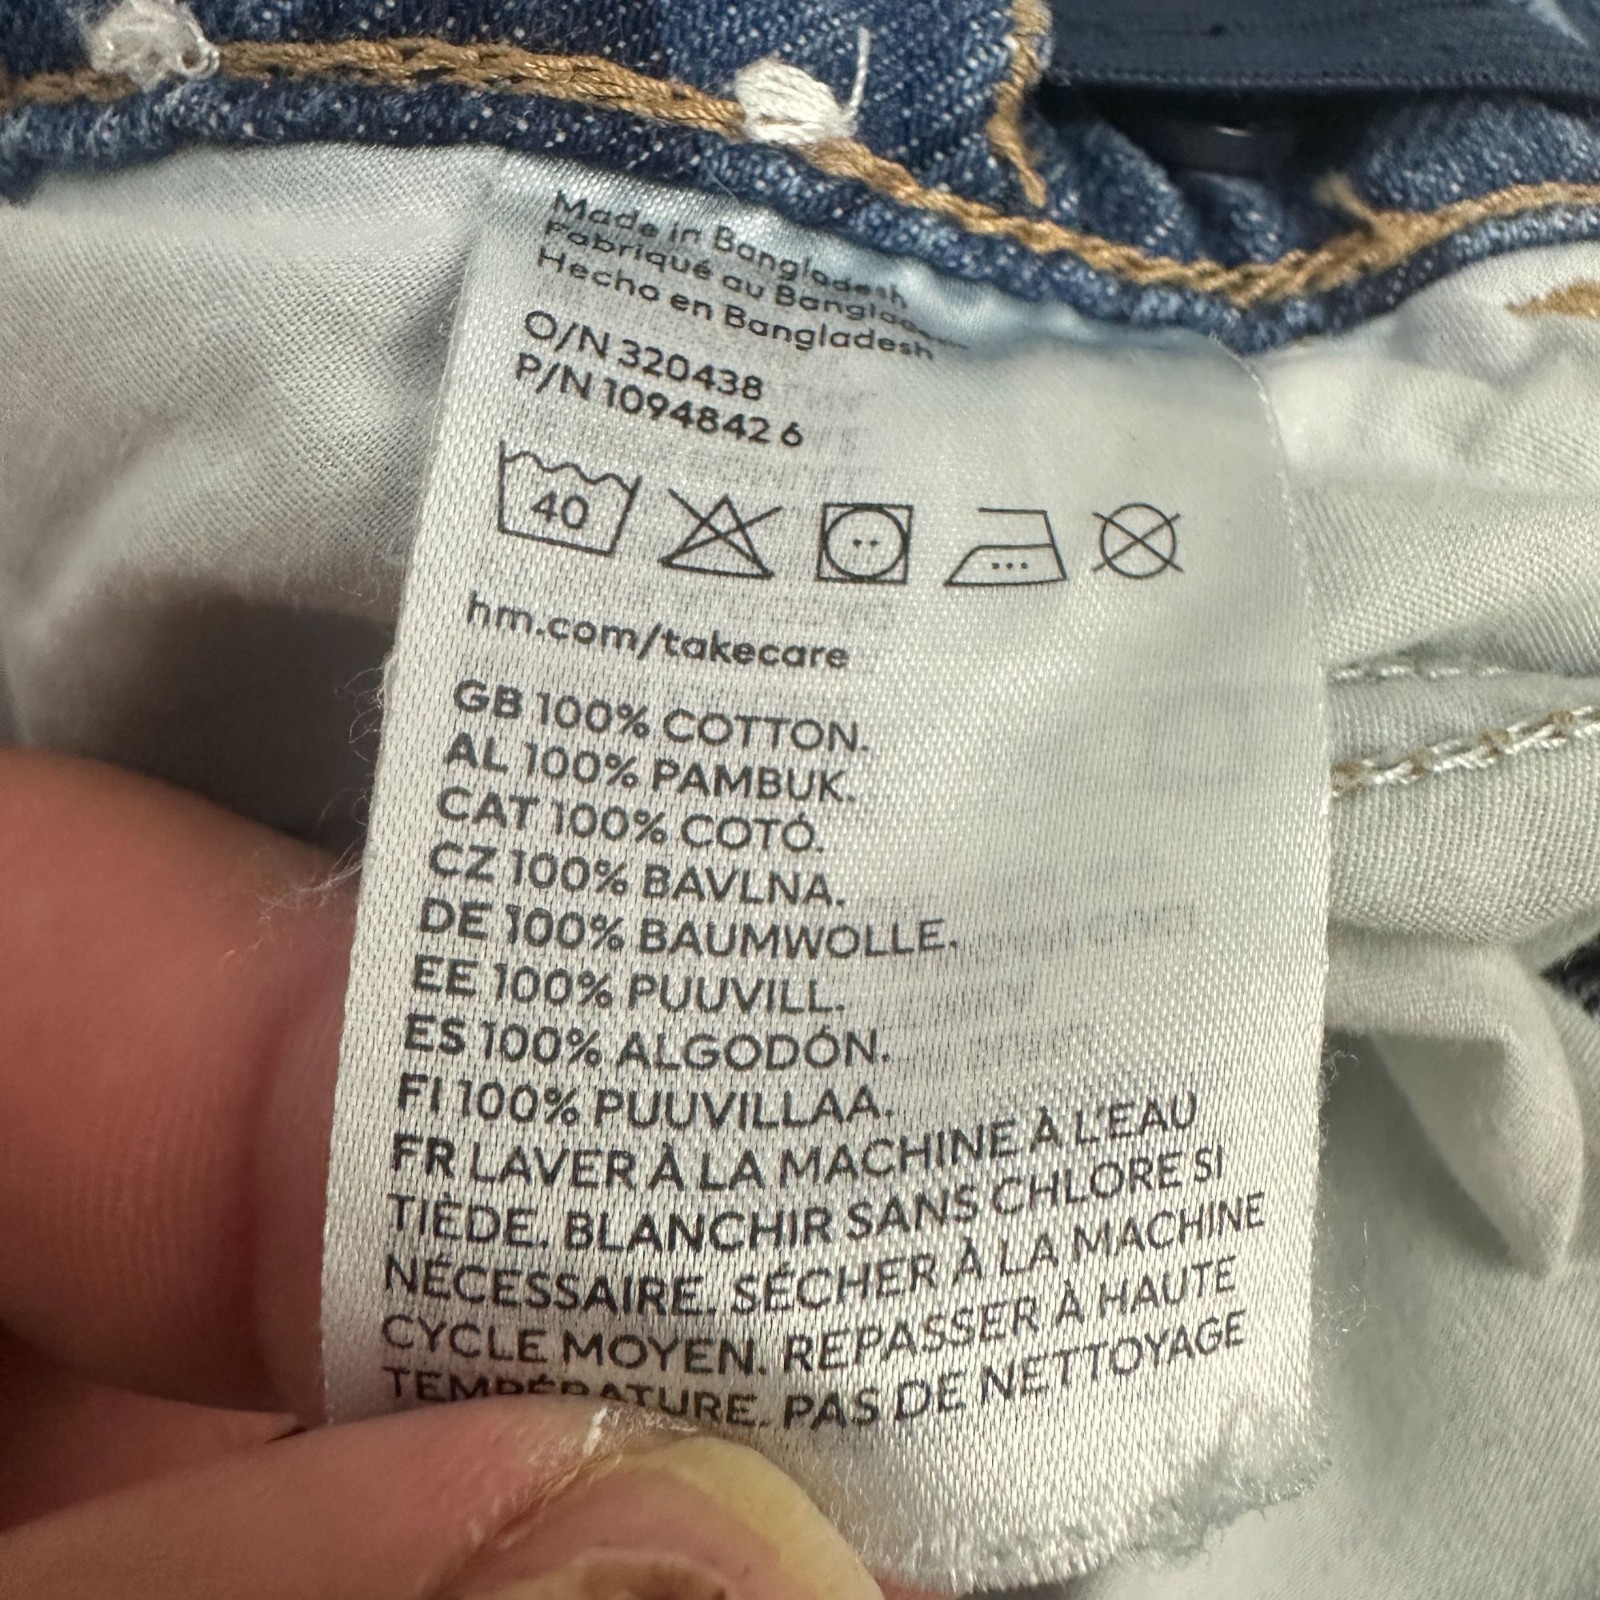 Made in Bangladesh
Fabriqué au Bangladesh
Hecho en Bangladesh
O/N 320438
P/N 1094842 6
40
hm.com/takecare
GB 100% COTTON.
AL 100% PAMBUK.
CAT 100% COTÓ.
CZ 100% BAVLNA.
DE 100% BAUMWOLLE.
EE 100% PUUVILL.
ES 100% ALGODÓN.
FI 100% PUUVILLAA.
FR LAVER À LA MACHINE À L'EAU
TIÈDE. BLANCHIR SANS CHLORE SI
NÉCESSAIRE. SÉCHER À LA MACHINE
CYCLE MOYEN. REPASSER À HAUTE
TEMPÉRATURE. PAS DE NETTOYAGE